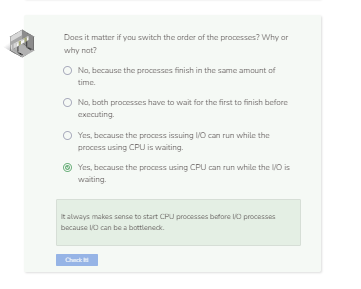 Does it matter if you switch the order of the processes? Why or
why not?
No, because the processes finish in the same amount of
time.
No, both processes have to wait for the first to finish before
executing.
Yes, because the process issuing I/O can run while the
process using CPU is waiting.
Yes, because the process using CPU can run while the I/O is
waiting.
It always makes sense to start CPU processes before I/O processes
because I/O can be a bottleneck.
Check It!